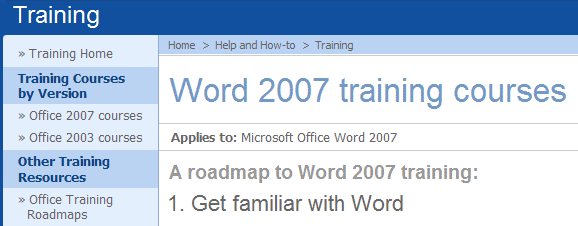 Training
» Training Home
Training Courses
by Version
» Office 2007 courses
» Office 2003 courses
Other Training
Resources
» Office Training
Roadmaps
Home > Help and How-to > Training
Word 2007 training courses
Applies to: Microsoft Office Word 2007
A roadmap to Word 2007 training:
1. Get familiar with Word